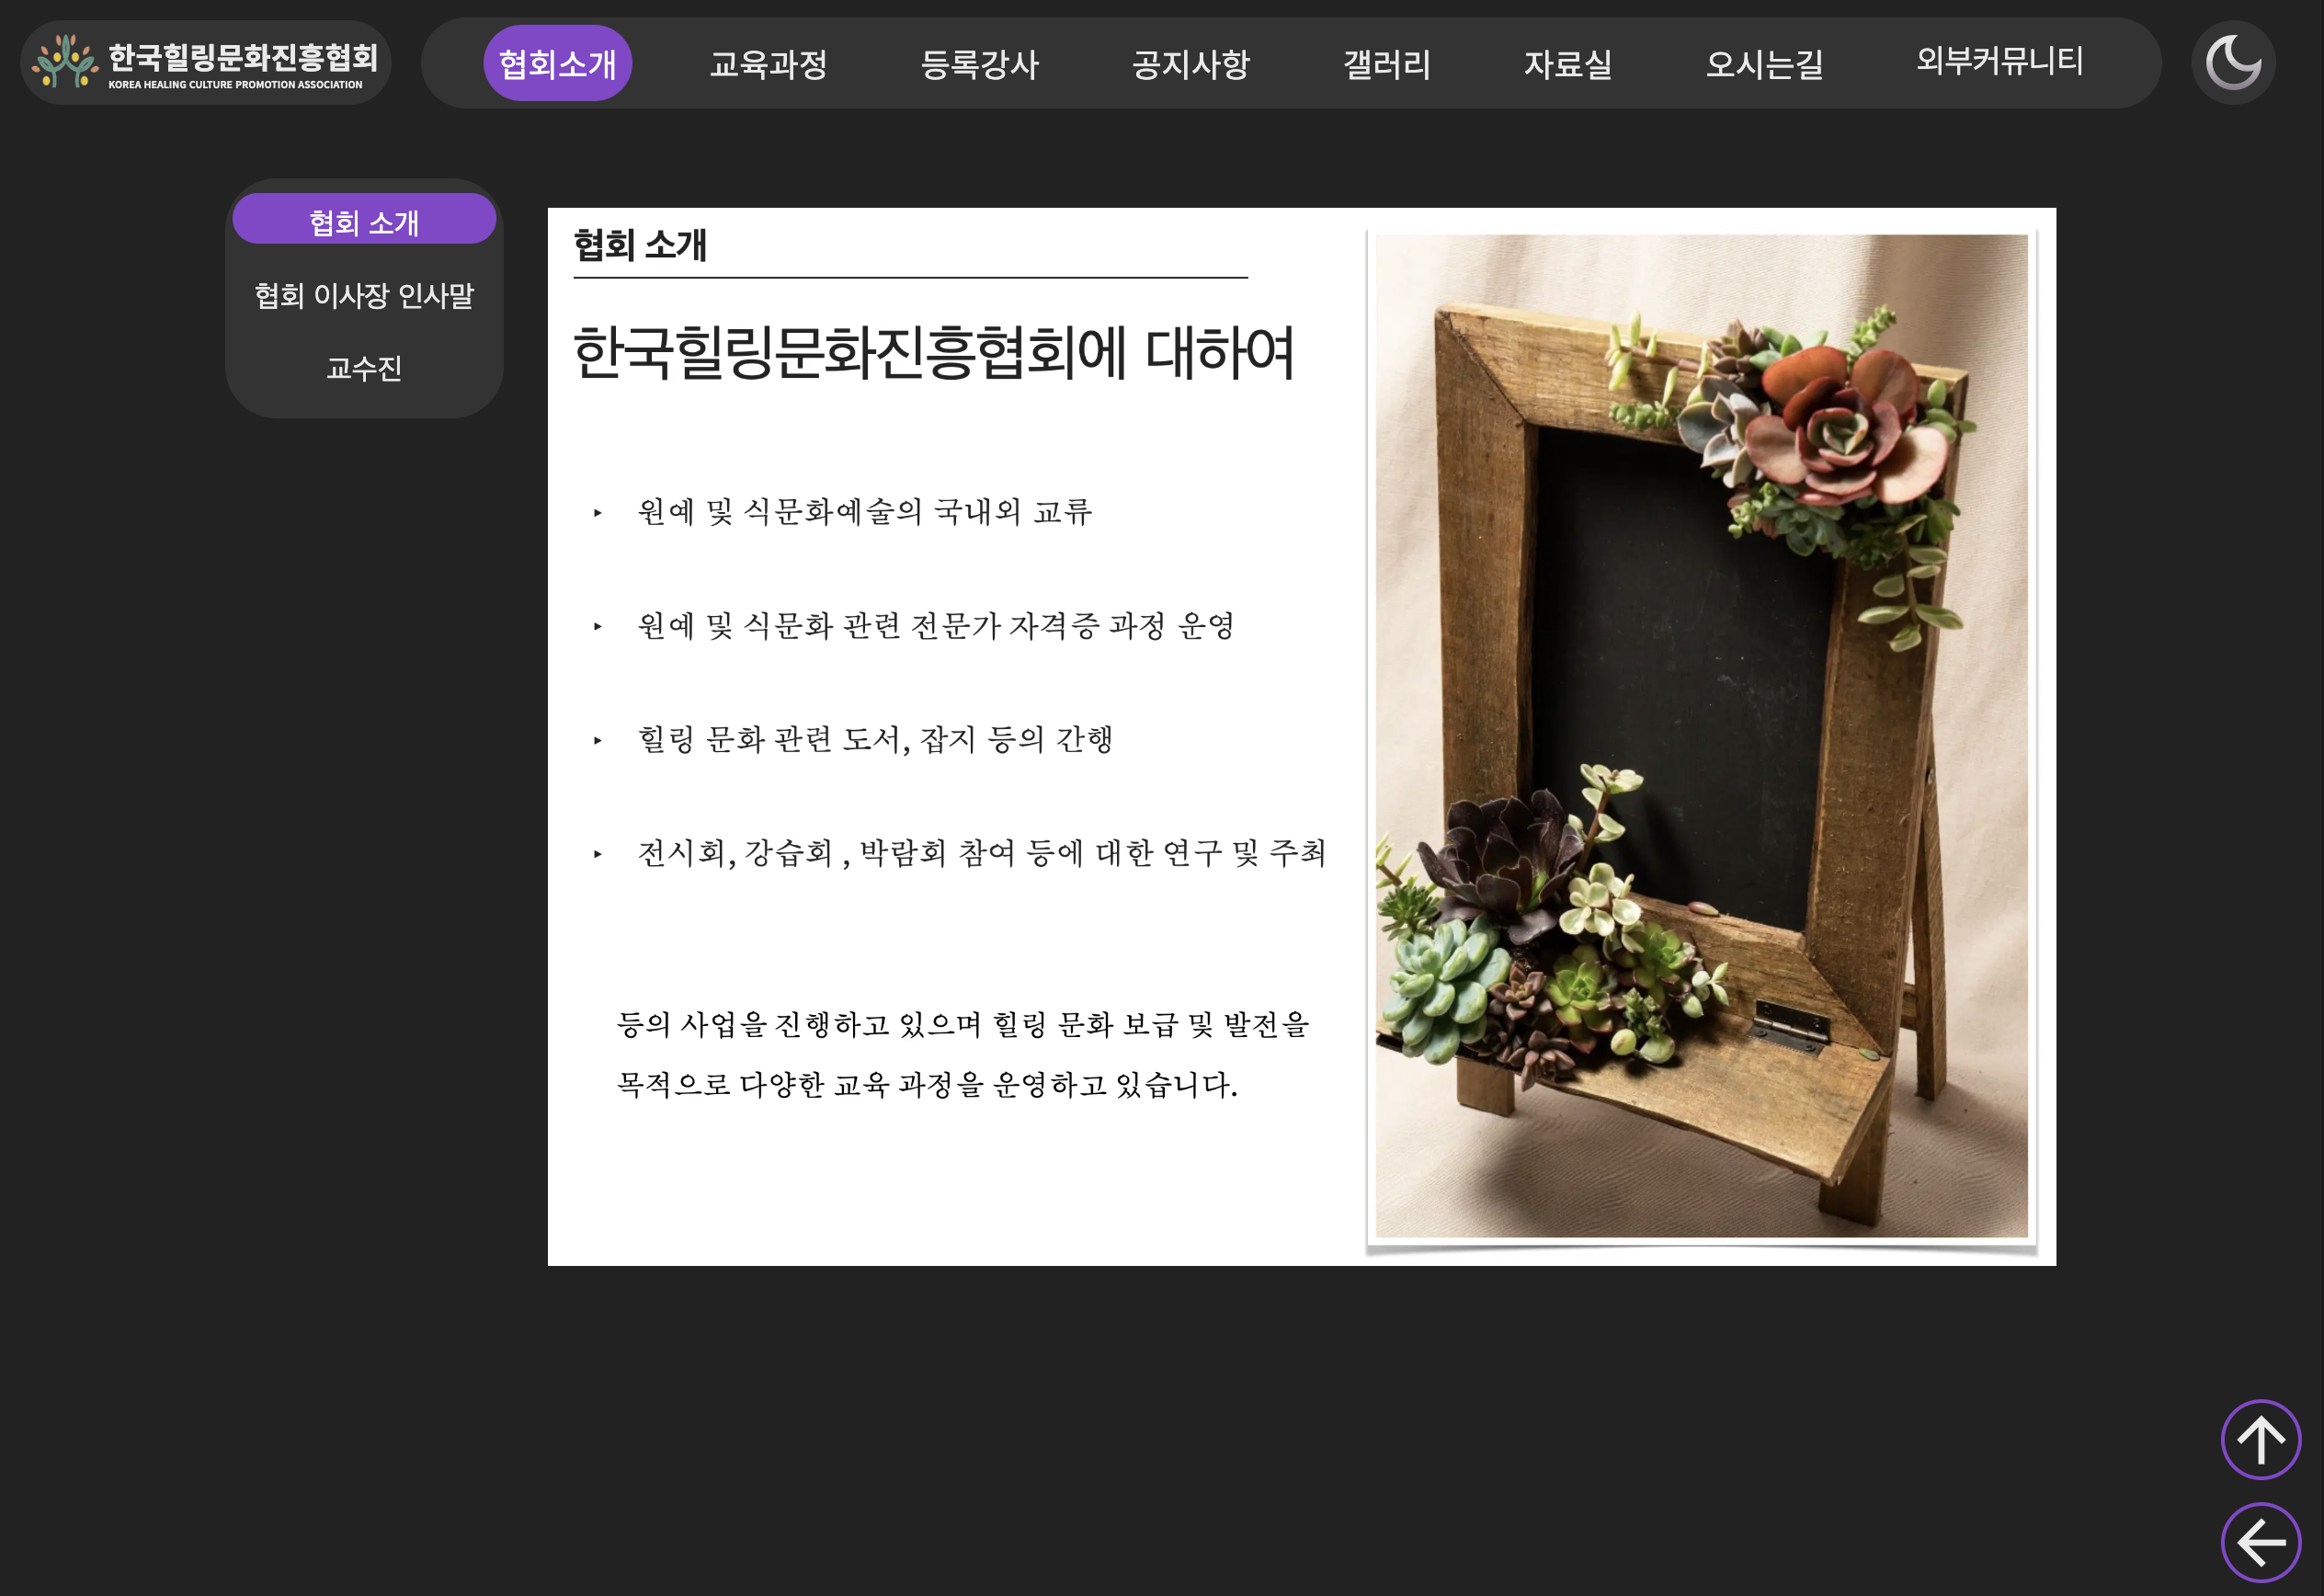 한국힐링문화진흥협회
KOREA HEALING CULTURE PROMOTION ASSOCIATION
협회소개
교육과정
등록강사
공지사항
갤러리
자료실
오시는길
외부커뮤니티
협회 소개
협회 이사장 인사말
교수진
협회 소개
한국힐링문화진흥협회에 대하여
▸ 원예 및 식문화예술의 국내외 교류
▸ 원예 및 식문화 관련 전문가 자격증 과정 운영
▸ 힐링 문화 관련 도서, 잡지 등의 간행
▸ 전시회, 강습회 , 박람회 참여 등에 대한 연구 및 주최
등의 사업을 진행하고 있으며 힐링 문화 보급 및 발전을
목적으로 다양한 교육 과정을 운영하고 있습니다.